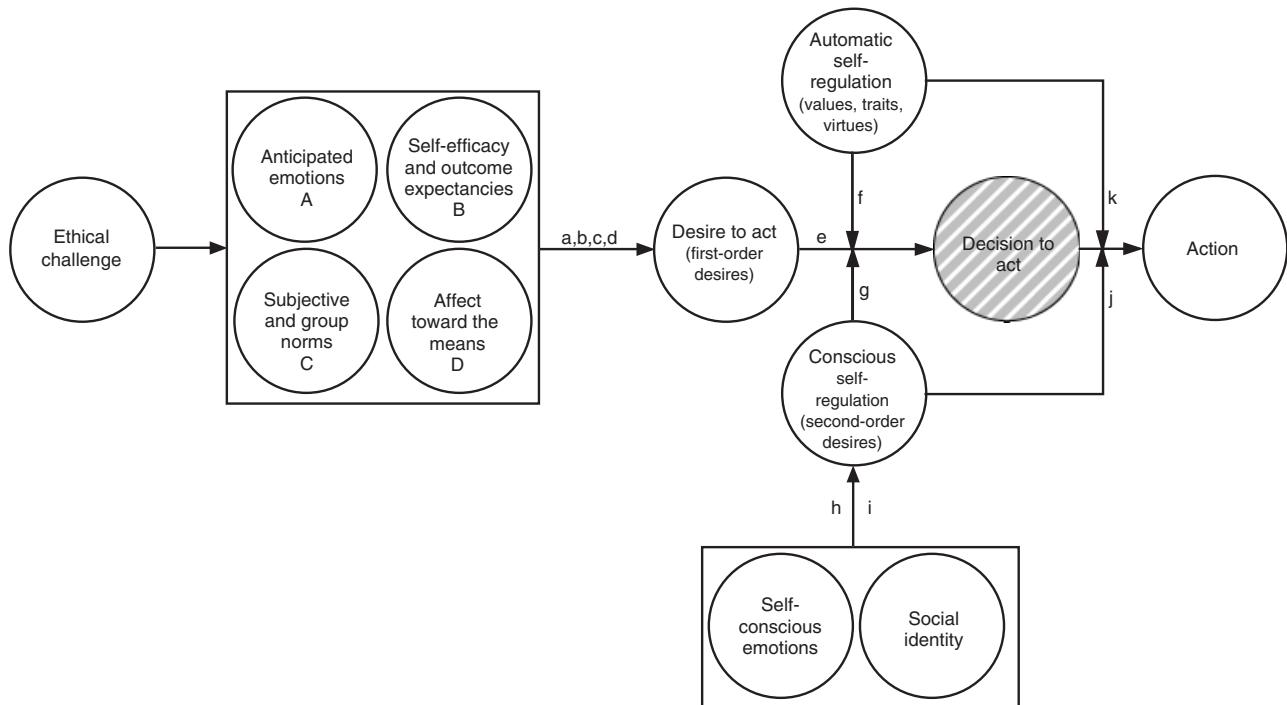 Ethical
challenge
Anticipated
emotions
A
Self-efficacy
and outcome
expectancies
B
Subjective
and group
norms
C
Affect
toward the
means
D
a,b,c,d
Desire to act
(first-order
desires)
e
Automatic
self-
regulation
(values, traits,
virtues)
f
g
Conscious
self-
regulation
(second-order
desires)
h i
Self-
conscious
emotions
Social
identity
Decision to
act
k
j
Action